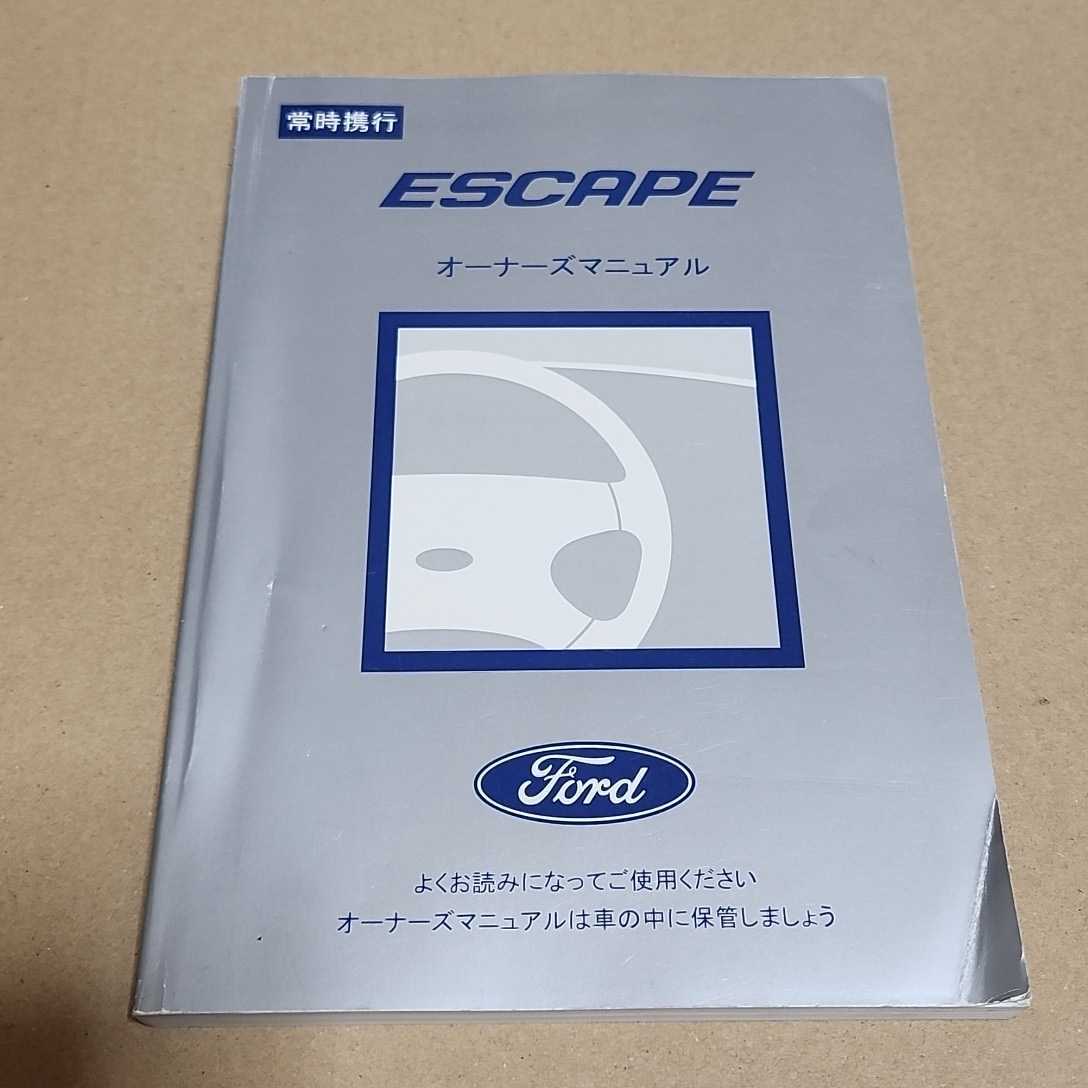 常時携行
ESCAPE
オーナーズマニュアル
Ford
よくお読みになってご使用ください
オーナーズマニュアルは車の中に保管しましょう